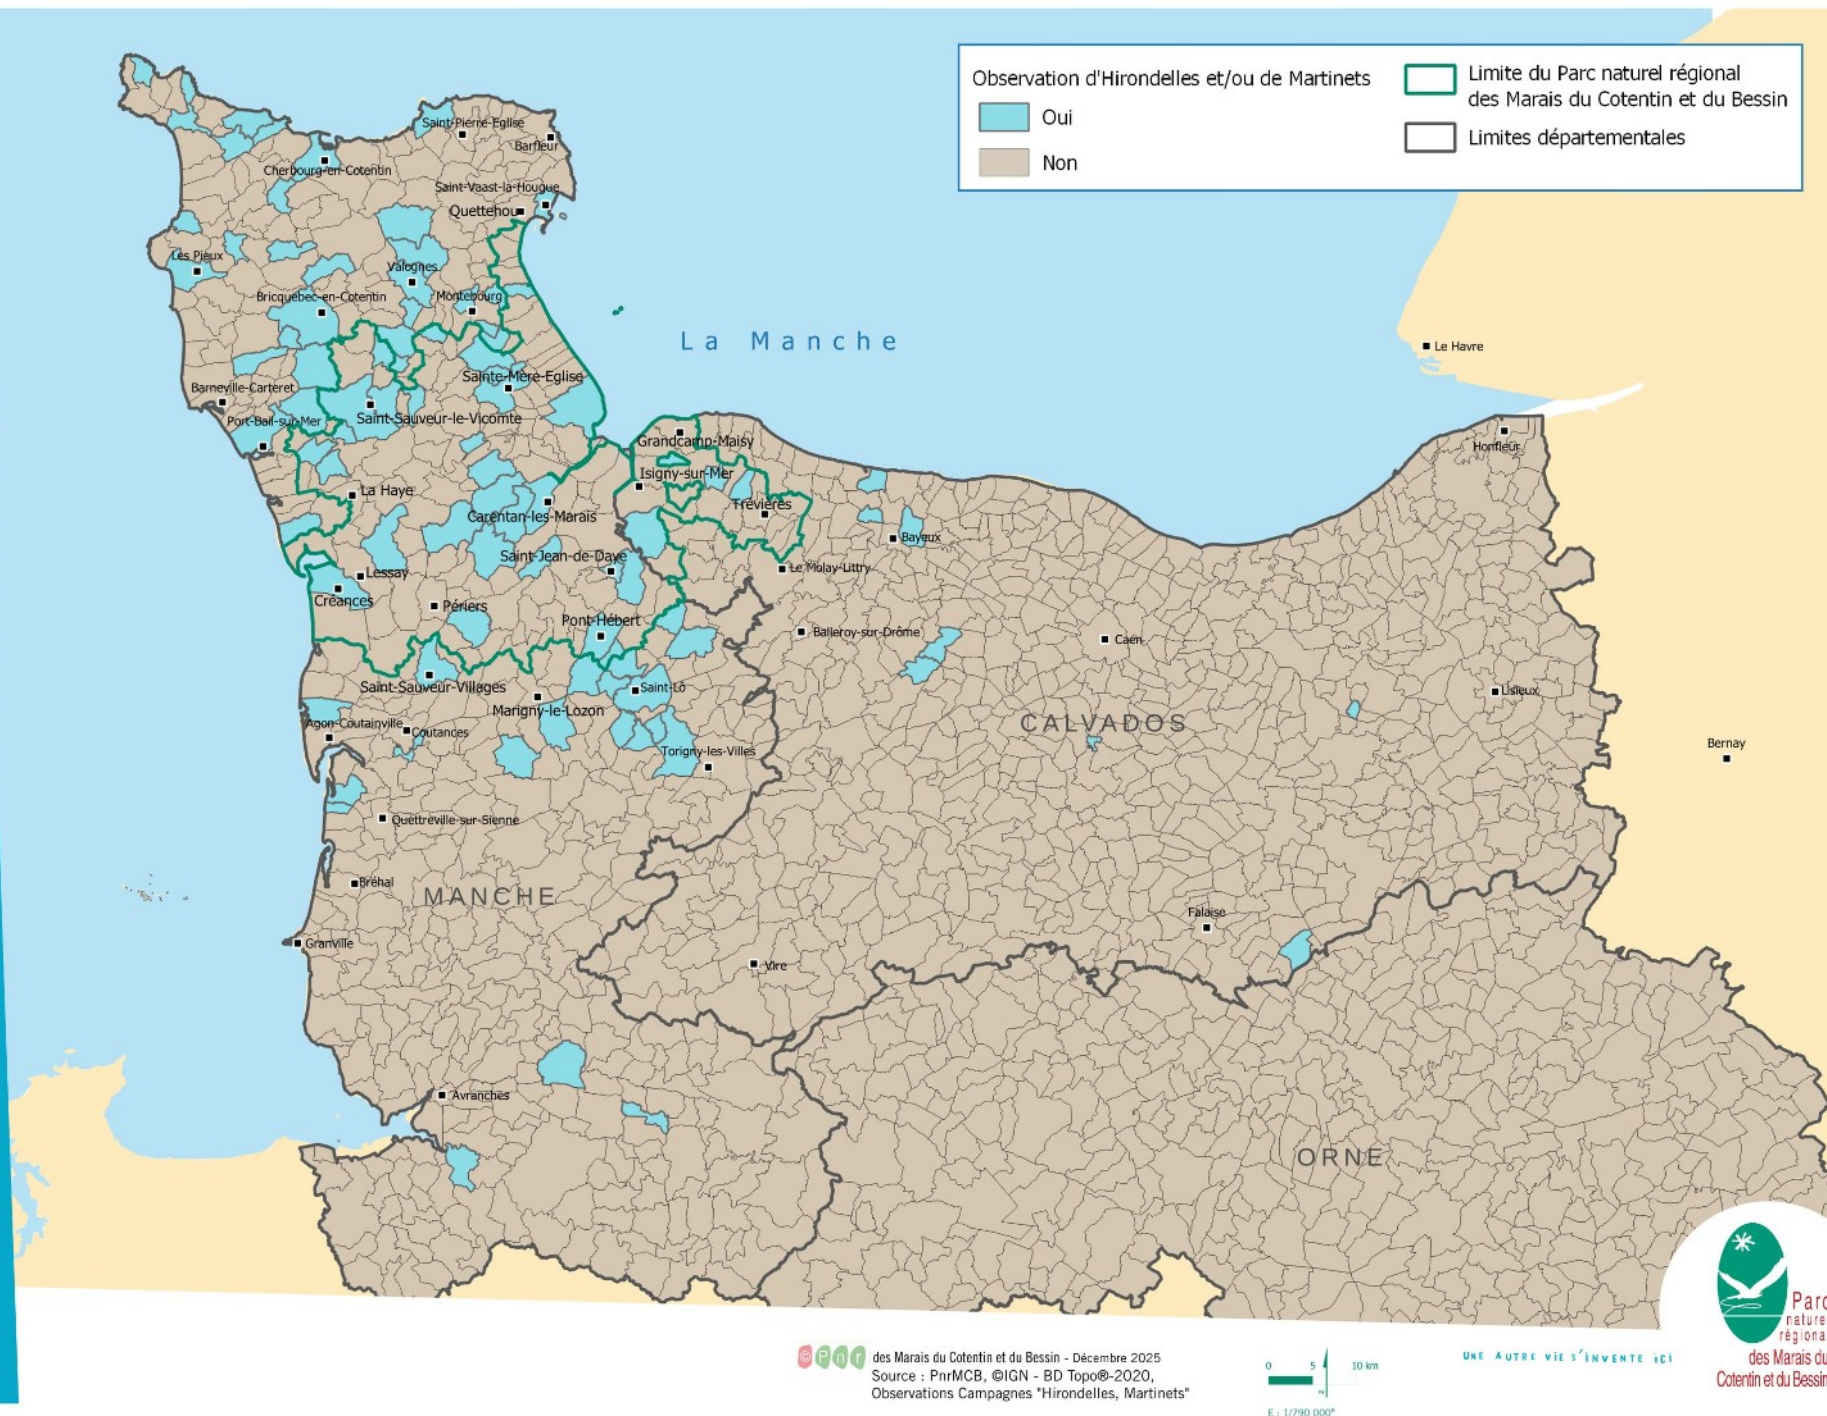 Observation d'Hirondelles et/ou de Martinets
Oui
Non
Limite du Parc naturel régional
des Marais du Cotentin et du Bessin
Limites départementales
Saint-Pierre-Eglise
Barfleur
Cherbourg-en-Cotentin
Saint-Vaast-la-Hougue
Quettehou
Les Pieux
Valognes
Bricquebec-en-Cotentin
Montebourg
La Manche
Le Havre
Barneville-Carteret
Sainte-Mère-Eglise
Port-Bail-sur-Mer
Saint-Sauveur-le-Vicomte
Grandcamp-Maisy
Honfleur
Isigny-sur-Mer
La Haye
Trévières
Carentan-les-Marais
Bayeux
Saint-Jean-de-Daye
Le Molay-Littry
Lessay
Créances
Périers
Pont-Hébert
Balleroy-sur-Drôme
Caen
Saint-Sauveur-Villages
Saint-Lô
Lisieux
Marigny-le-Lozon
Agon-Coutainville
Coutances
CALVADOS
Torigny-les-Villes
Bernay
Quettreville-sur-Sienne
Bréhal
MANCHE
Falaise
Granville
Vire
Avranches
ORNE
©Pnr des Marais du Cotentin et du Bessin - Décembre 2025
Source : PnrMCB, ©IGN - BD Topo®-2020,
Observations Campagnes "Hirondelles, Martinets"
0 5 10 km
N
E : 1/790 000°
UNE AUTRE VIE S'INVENTE ICI
Parc
naturel
régional
des Marais du
Cotentin et du Bessin